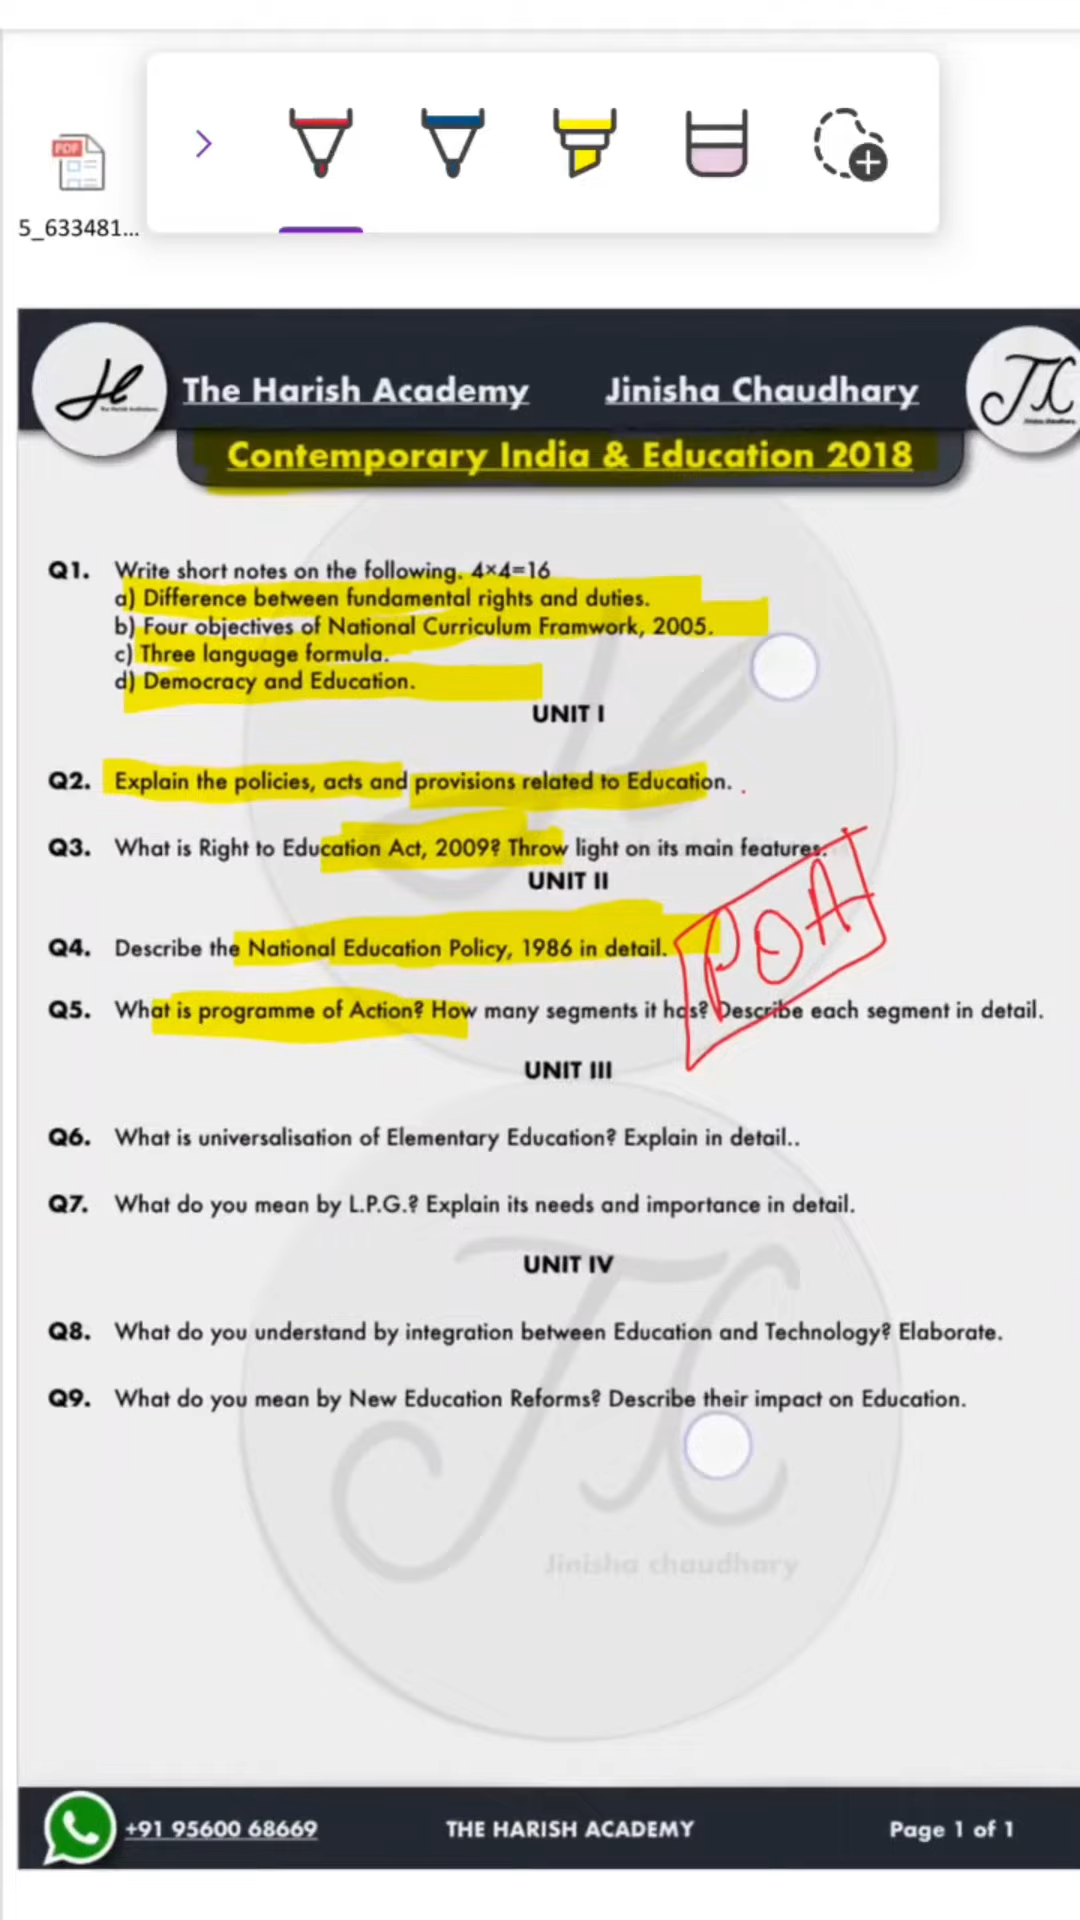 PDF
5_633481...
The Harish Academy Jinisha Chaudhary
Contemporary India & Education 2018
Q1. Write short notes on the following. 4×4=16
a) Difference between fundamental rights and duties.
b) Four objectives of National Curriculum Framwork, 2005.
c) Three language formula.
d) Democracy and Education.
UNIT I
Q2. Explain the policies, acts and provisions related to Education.
Q3. What is Right to Education Act, 2009? Throw light on its main features.
UNIT II
Q4. Describe the National Education Policy, 1986 in detail.
POA
Q5. What is programme of Action? How many segments it has? Describe each segment in detail.
UNIT III
Q6. What is universalisation of Elementary Education? Explain in detail..
Q7. What do you mean by L.P.G.? Explain its needs and importance in detail.
UNIT IV
Q8. What do you understand by integration between Education and Technology? Elaborate.
Q9. What do you mean by New Education Reforms? Describe their impact on Education.
Jinisha chaudhary
+91 95600 68669 THE HARISH ACADEMY Page 1 of 1